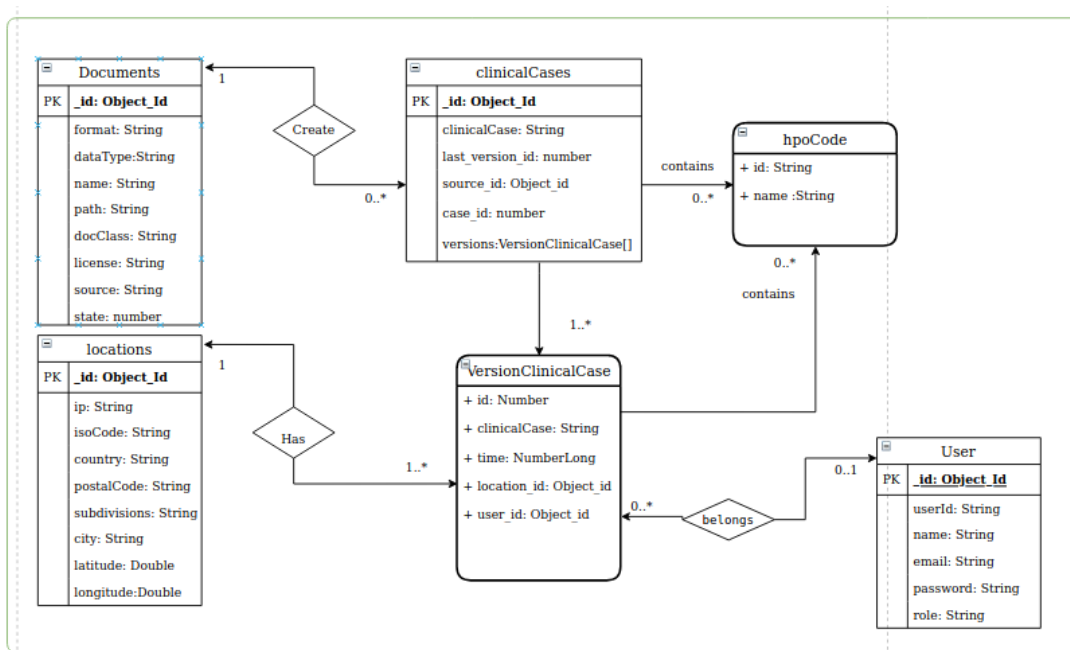 Documents
PK _id: Object_Id
format: String
dataType:String
name: String
path: String
docClass: String
license: String
source: String
state: number
1
Create
0..*
clinicalCases
PK _id: Object_Id
clinicalCase: String
last_version_id: number
source_id: Object_id
case_id: number
versions:VersionClinicalCase[]
contains
0..*
hpoCode
+ id: String
+ name :String
0..*
contains
1..*
locations
PK _id: Object_Id
ip: String
isoCode: String
country: String
postalCode: String
subdivisions: String
city: String
latitude: Double
longitude:Double
1
Has
1..*
VersionClinicalCase
+ id: Number
+ clinicalCase: String
+ time: NumberLong
+ location_id: Object_id
+ user_id: Object_id
0..*
belongs
0..1
User
PK _id: Object_Id
userId: String
name: String
email: String
password: String
role: String